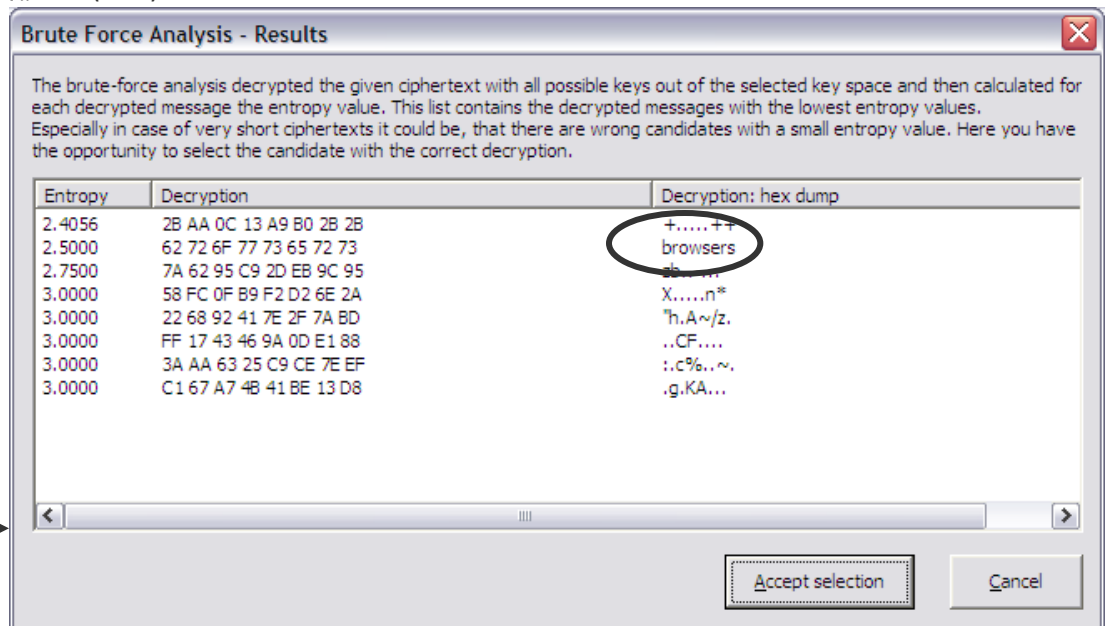 Brute Force Analysis - Results
The brute-force analysis decrypted the given ciphertext with all possible keys out of the selected key space and then calculated for
each decrypted message the entropy value. This list contains the decrypted messages with the lowest entropy values.
Especially in case of very short ciphertexts it could be, that there are wrong candidates with a small entropy value. Here you have
the opportunity to select the candidate with the correct decryption.
Entropy Decryption Decryption: hex dump
2.4056 2B AA 0C 13 A9 B0 2B 2B +.....++
2.5000 62 72 6F 77 73 65 72 73 browsers
2.7500 7A 62 95 C9 2D EB 9C 95 zb..-...
3.0000 58 FC 0F B9 F2 D2 6E 2A X.....n*
3.0000 22 68 92 41 7E 2F 7A BD "h.A~/z.
3.0000 FF 17 43 46 9A 0D E1 88 ..CF....
3.0000 3A AA 63 25 C9 CE 7E EF :.c%..~.
3.0000 C1 67 A7 4B 41 BE 13 D8 .g.KA...
Accept selection Cancel